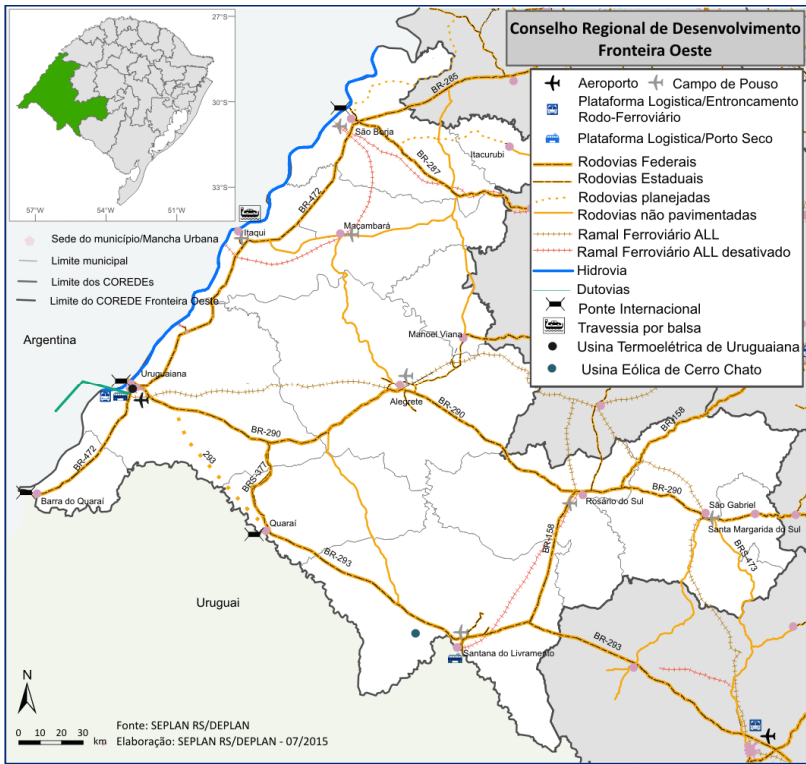 Conselho Regional de Desenvolvimento
Fronteira Oeste
27°S
30°S
33°S
57°W
54°W
51°W
Aeroporto
Campo de Pouso
Plataforma Logistica/Entroncamento
Rodo-Ferroviário
Plataforma Logistica/Porto Seco
Rodovias Federais
Rodovias Estaduais
Rodovias planejadas
Rodovias não pavimentadas
Ramal Ferroviário ALL
Ramal Ferroviário ALL desativado
Hidrovia
Dutovias
Ponte Internacional
Travessia por balsa
Usina Termoelétrica de Uruguaiana
Usina Eólica de Cerro Chato
Sede do município/Mancha Urbana
Limite municipal
Limite dos COREDEs
Limite do COREDE Fronteira Oeste
BR-285
São Borja
Itacurubi
BR-287
BR-472
Itaqui
Maçambará
Argentina
Manoel Viana
Uruguaiana
Alegrete
BR-290
BR-290
BR-158
293
BRS-377
BR-472
Barra do Quaraí
BR-290
Rosário do Sul
São Gabriel
Santa Margarida do Sul
Quaraí
BR-158
BRS-473
BR-293
Uruguai
BR-293
Santana do Livramento
N
0 10 20 30
km
Fonte: SEPLAN RS/DEPLAN
Elaboração: SEPLAN RS/DEPLAN - 07/2015